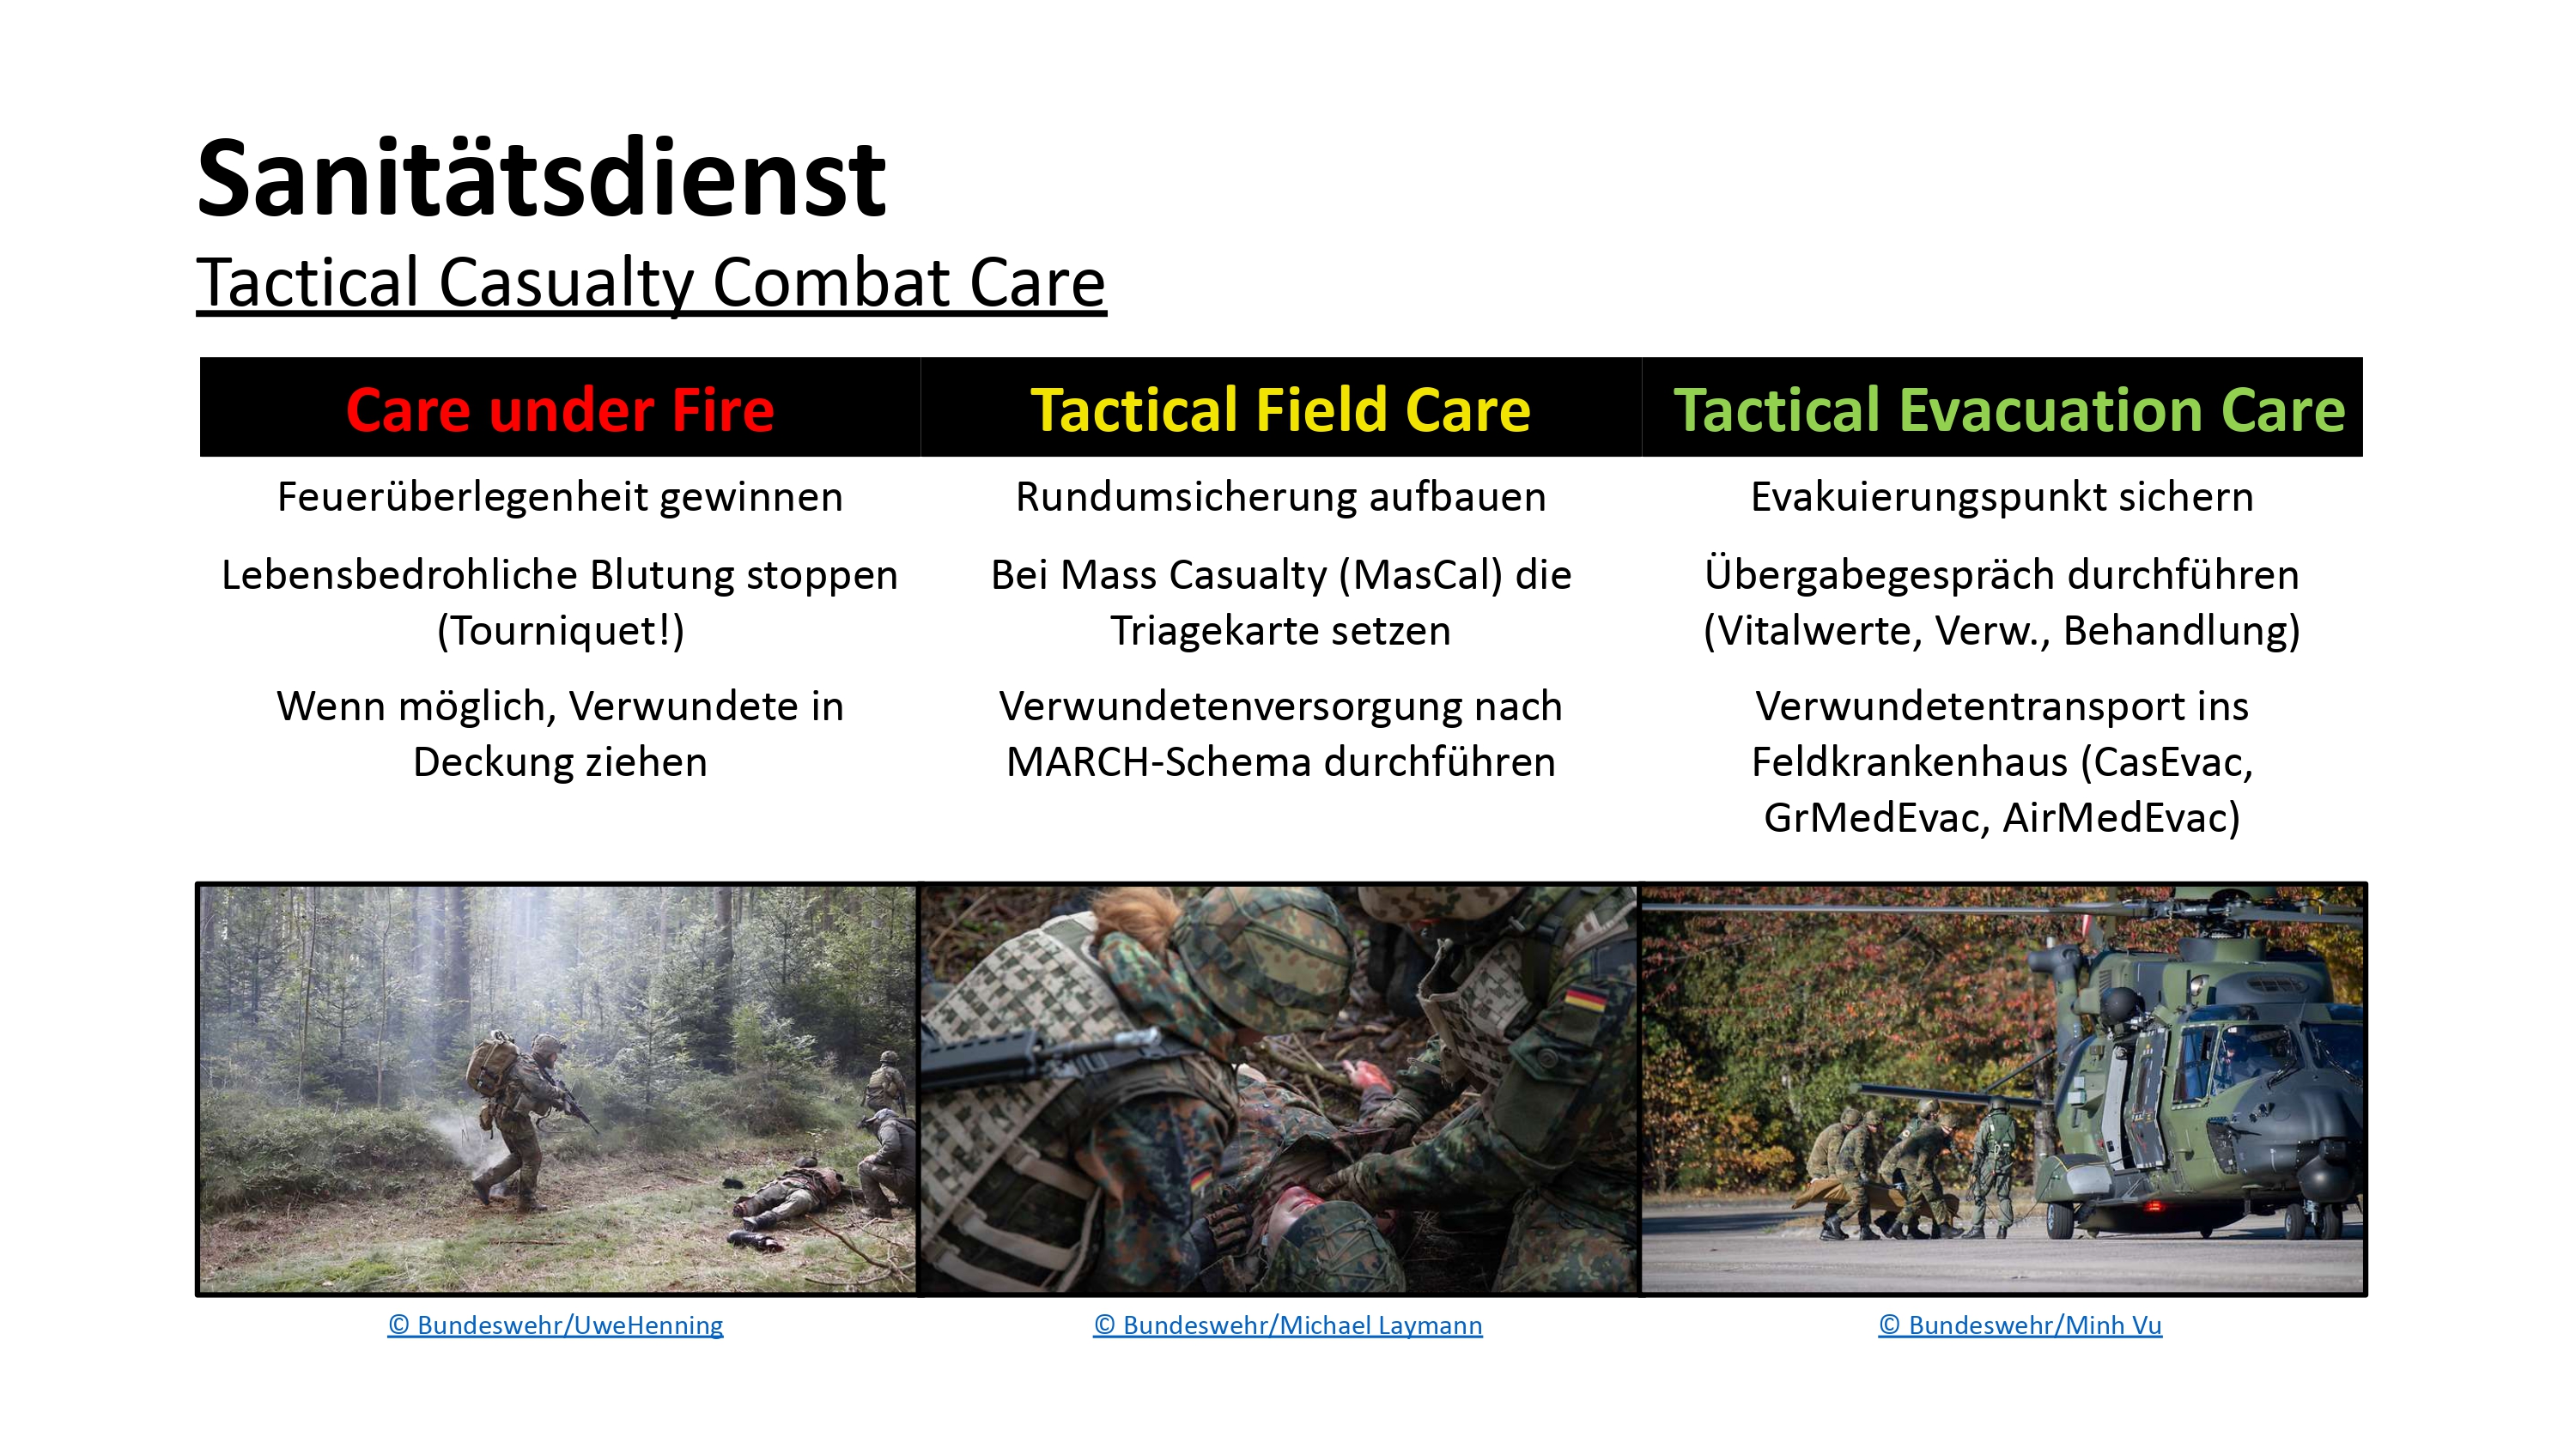 Sanitätsdienst
Tactical Casualty Combat Care
Care under Fire
Feuerüberlegenheit gewinnen
Lebensbedrohliche Blutung stoppen
(Tourniquet!)
Wenn möglich, Verwundete in
Deckung ziehen
Tactical Field Care
Rundumsicherung aufbauen
Bei Mass Casualty (MasCal) die
Triagekarte setzen
Verwundetenversorgung nach
MARCH-Schema durchführen
Tactical Evacuation Care
Evakuierungspunkt sichern
Übergabegespräch durchführen
(Vitalwerte, Verw., Behandlung)
Verwundetentransport ins
Feldkrankenhaus (CasEvac,
GrMedEvac, AirMedEvac)
© Bundeswehr/UweHenning
© Bundeswehr/Michael Laymann
© Bundeswehr/Minh Vu